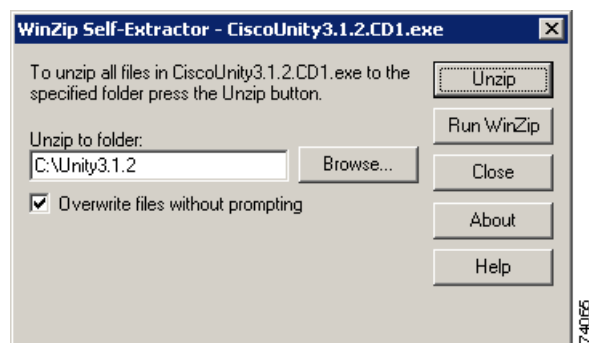 WinZip Self-Extractor - CiscoUnity3.1.2.CD1.exe
To unzip all files in CiscoUnity3.1.2.CD1.exe to the
specified folder press the Unzip button.
Unzip to folder:
C:\Unity3.1.2
Browse...
Overwrite files without prompting
Unzip
Run WinZip
Close
About
Help
74065